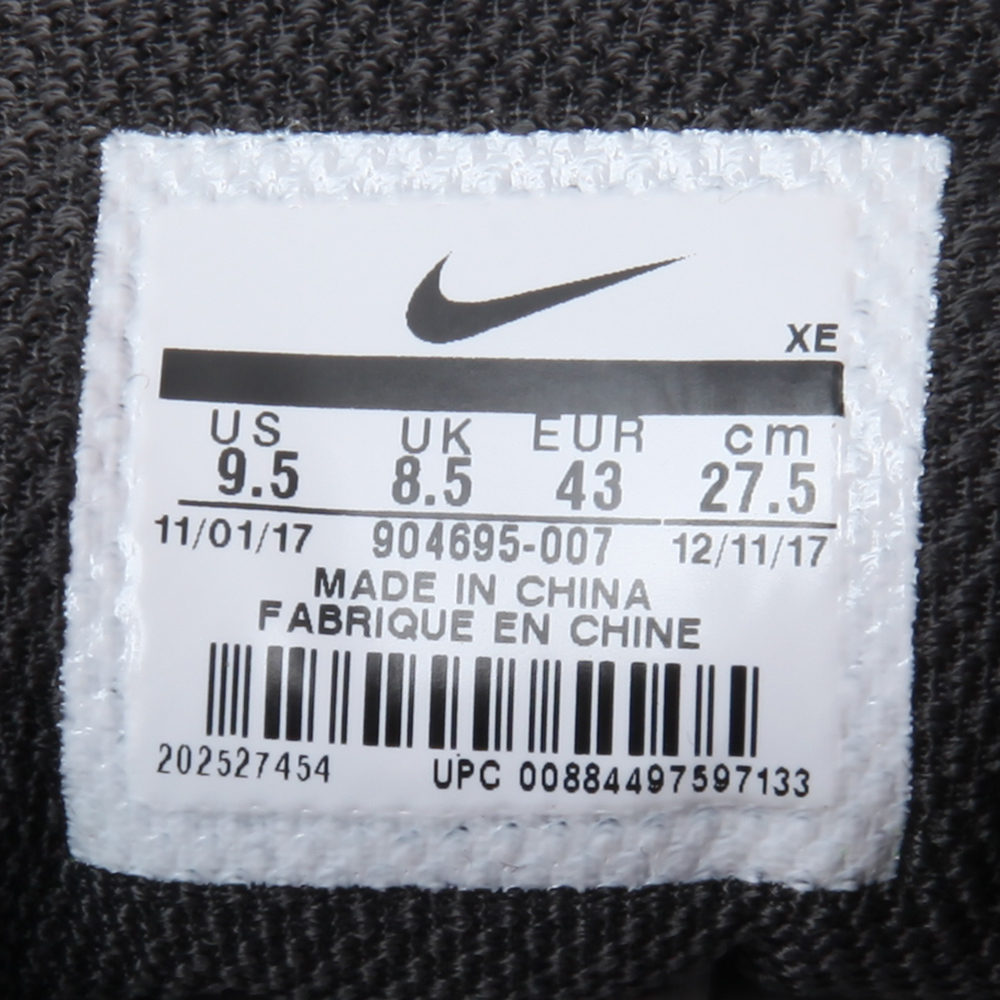 XE
US UK EUR cm
9.5 8.5 43 27.5
11/01/17 904695-007 12/11/17
MADE IN CHINA
FABRIQUE EN CHINE
202527454 UPC 00884497597133